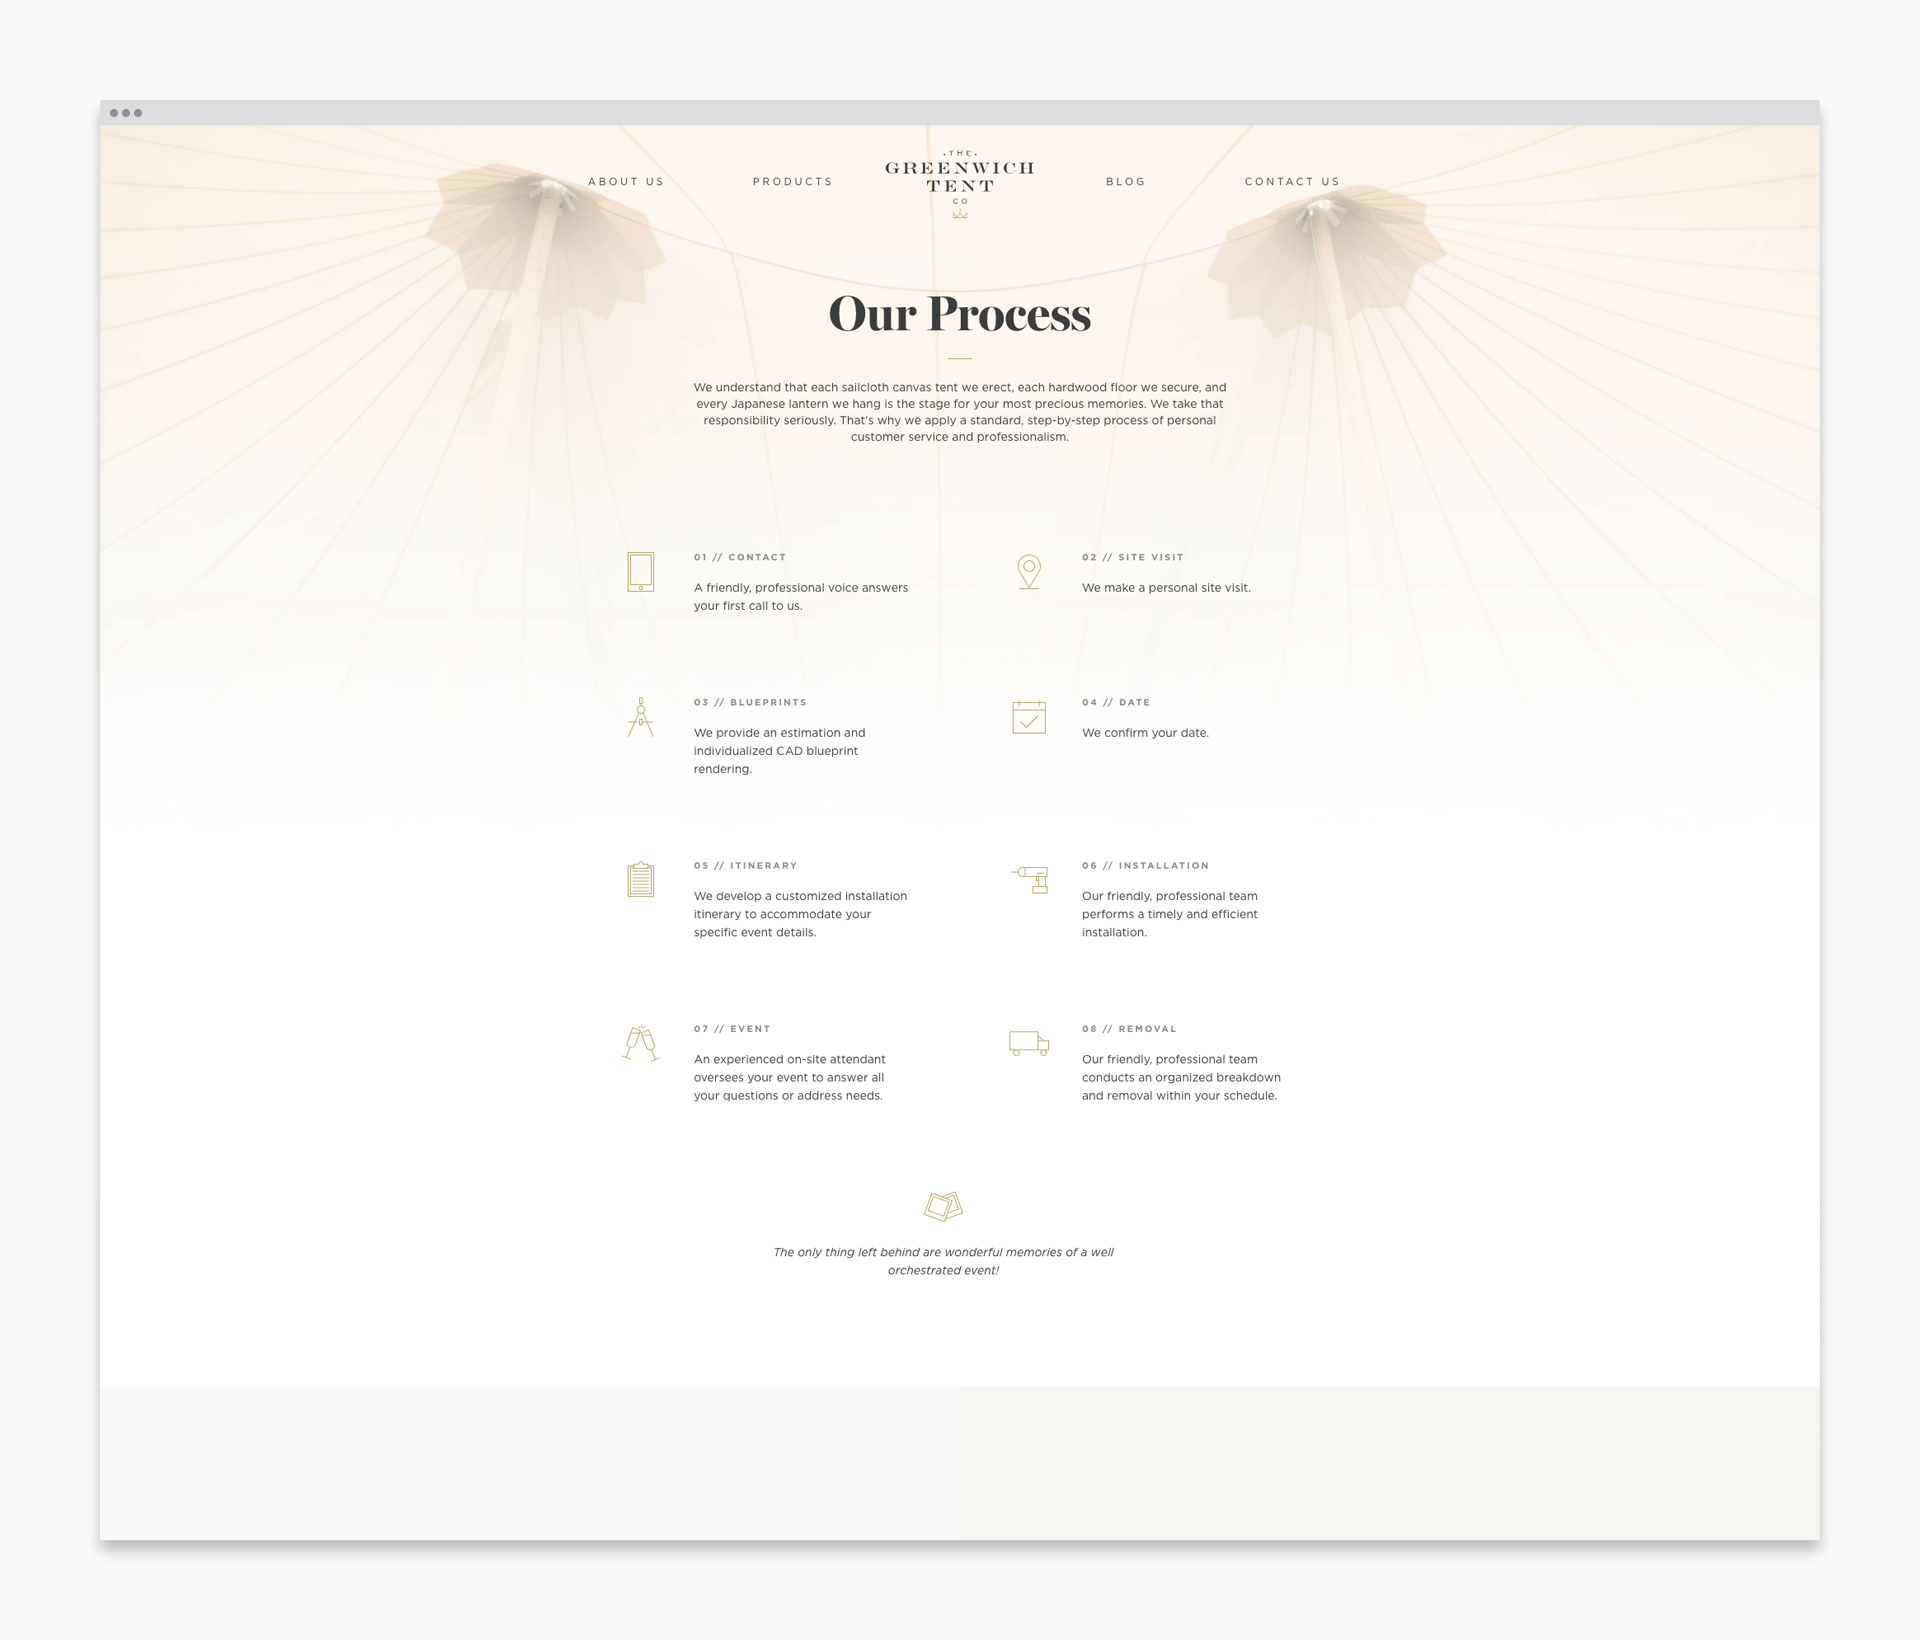 ABOUT US
PRODUCTS
·THE·
GREENWICH
TENT
CO
BLOG
CONTACT US
Our Process
We understand that each sailcloth canvas tent we erect, each hardwood floor we secure, and
every Japanese lantern we hang is the stage for your most precious memories. We take that
responsibility seriously. That's why we apply a standard, step-by-step process of personal
customer service and professionalism.
01 // CONTACT
A friendly, professional voice answers
your first call to us.
02 // SITE VISIT
We make a personal site visit.
03 // BLUEPRINTS
We provide an estimation and
individualized CAD blueprint
rendering.
04 // DATE
We confirm your date.
05 // ITINERARY
We develop a customized installation
itinerary to accommodate your
specific event details.
06 // INSTALLATION
Our friendly, professional team
performs a timely and efficient
installation.
07 // EVENT
An experienced on-site attendant
oversees your event to answer all
your questions or address needs.
08 // REMOVAL
Our friendly, professional team
conducts an organized breakdown
and removal within your schedule.
The only thing left behind are wonderful memories of a well
orchestrated event!